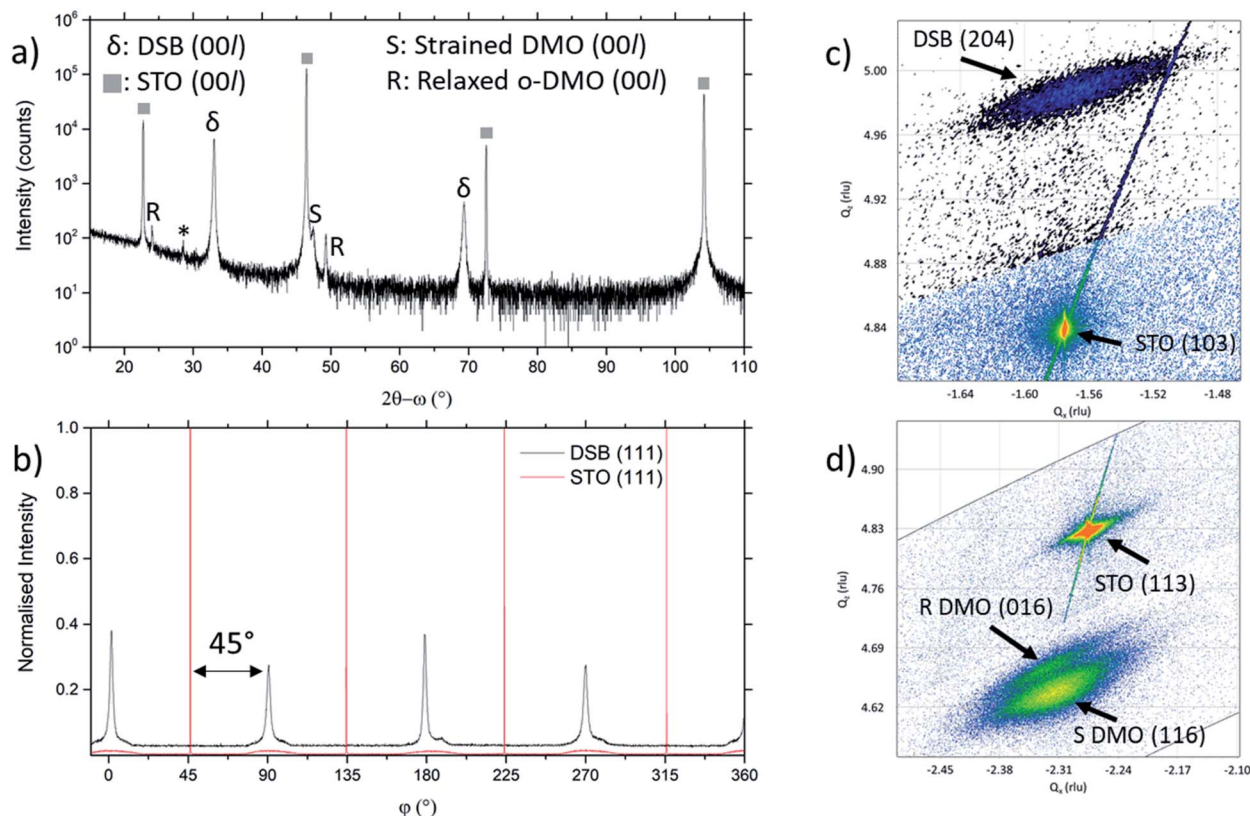 a)
δ: DSB (00l)
S: Strained DMO (00l)
■: STO (00l)
R: Relaxed o-DMO (00l)
10⁶
10⁵
10⁴
10³
10²
10¹
10⁰
Intensity (counts)
R
*
δ
S
R
δ
20 30 40 50 60 70 80 90 100 110
2θ−ω (°)
b)
1.0
0.8
0.6
0.4
0.2
Normalised Intensity
DSB (111)
STO (111)
45°
0 45 90 135 180 225 270 315 360
φ (°)
c)
DSB (204)
5.00
4.96
4.92
4.88
4.84
STO (103)
-1.64 -1.60 -1.56 -1.52 -1.48
Qₓ (rlu)
Q_z (rlu)
d)
4.90
4.83
4.76
4.69
4.62
Q_z (rlu)
STO (113)
R DMO (016)
S DMO (116)
-2.45 -2.38 -2.31 -2.24 -2.17 -2.10
Qₓ (rlu)